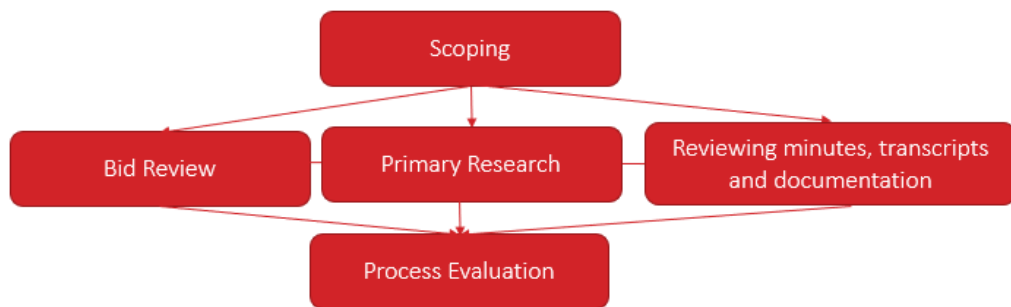 Scoping
Bid Review
Primary Research
Reviewing minutes, transcripts
and documentation
Process Evaluation